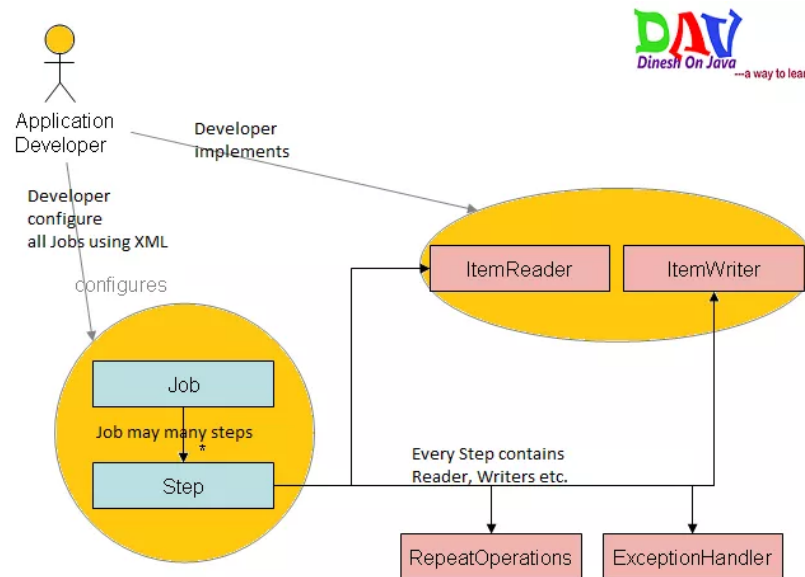 DAV
Dinesh On Java
---a way to lear
Application
Developer
Developer
implements
Developer
configure
all Jobs using XML
configures
ItemReader
ItemWriter
Job
Job may many steps
*
Step
Every Step contains
Reader, Writers etc.
RepeatOperations
ExceptionHandler